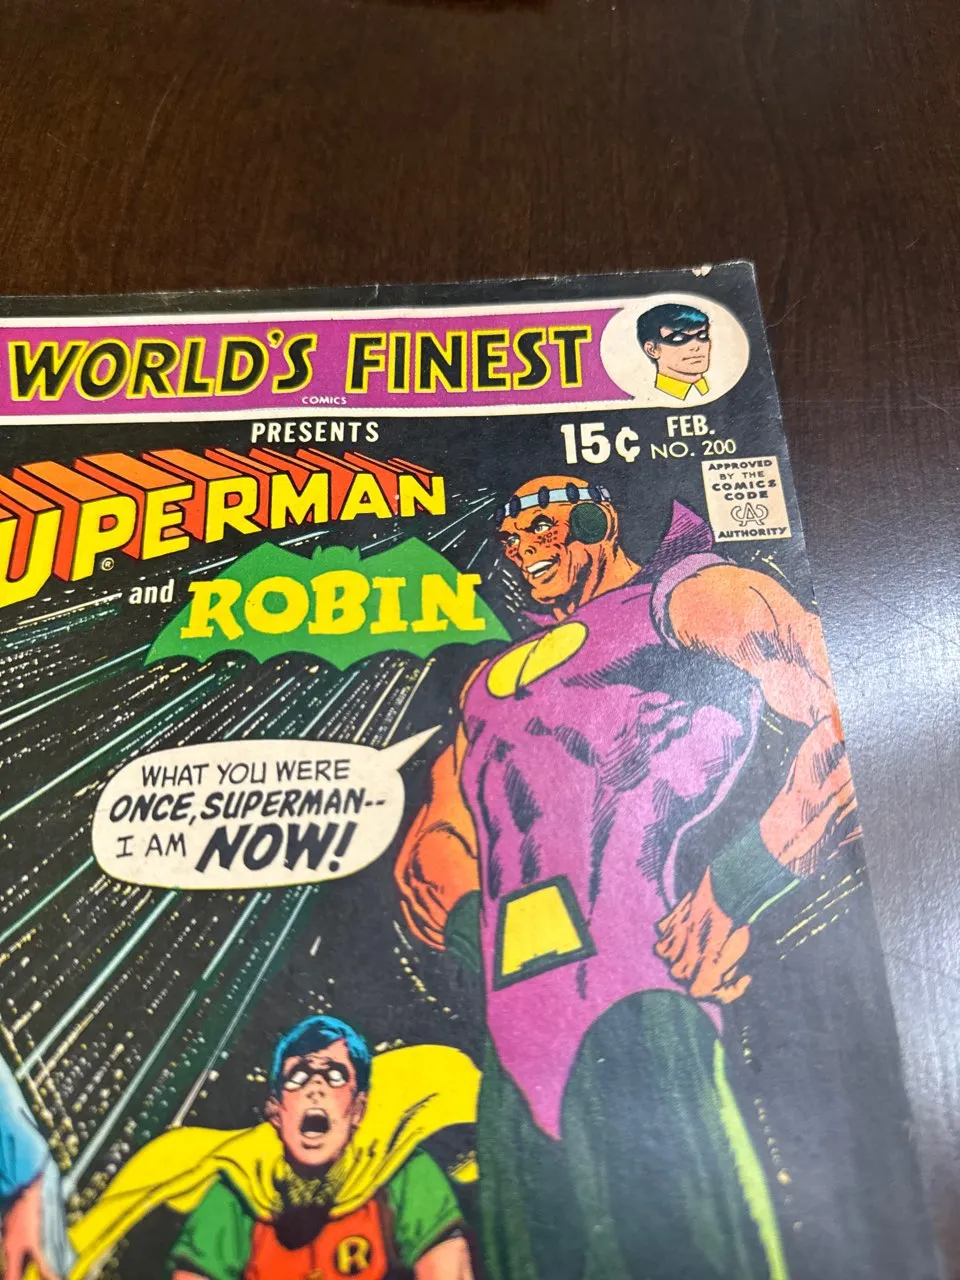 WORLD'S FINEST
COMICS
PRESENTS
15¢
FEB.
NO. 200
APPROVED
BY THE
COMICS
CODE
CA
AUTHORITY
UPERMAN
®
and ROBIN
WHAT YOU WERE
ONCE, SUPERMAN--
I AM NOW!
R